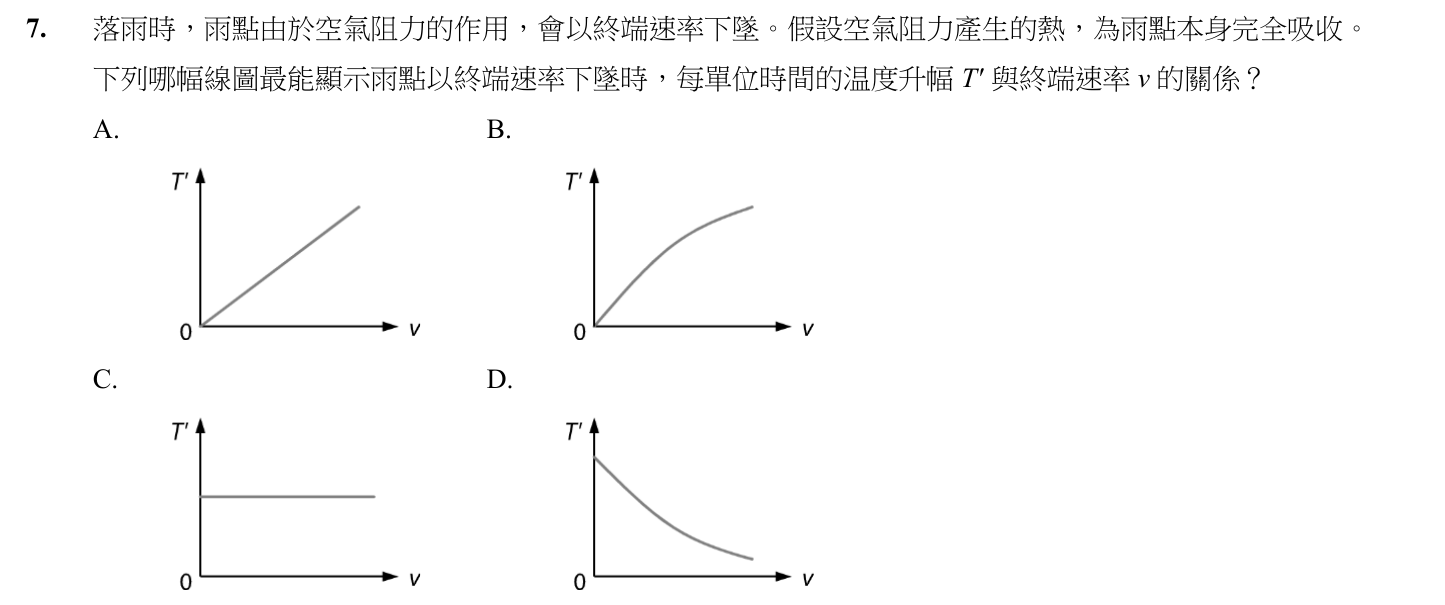 7. 落雨時，雨點由於空氣阻力的作用，會以終端速率下墜。假設空氣阻力產生的熱，為雨點本身完全吸收。
下列哪幅線圖最能顯示雨點以終端速率下墜時，每單位時間的温度升幅 T' 與終端速率 v 的關係？
A. B.
T' T'
0 v 0 v
C. D.
T' T'
0 v 0 v